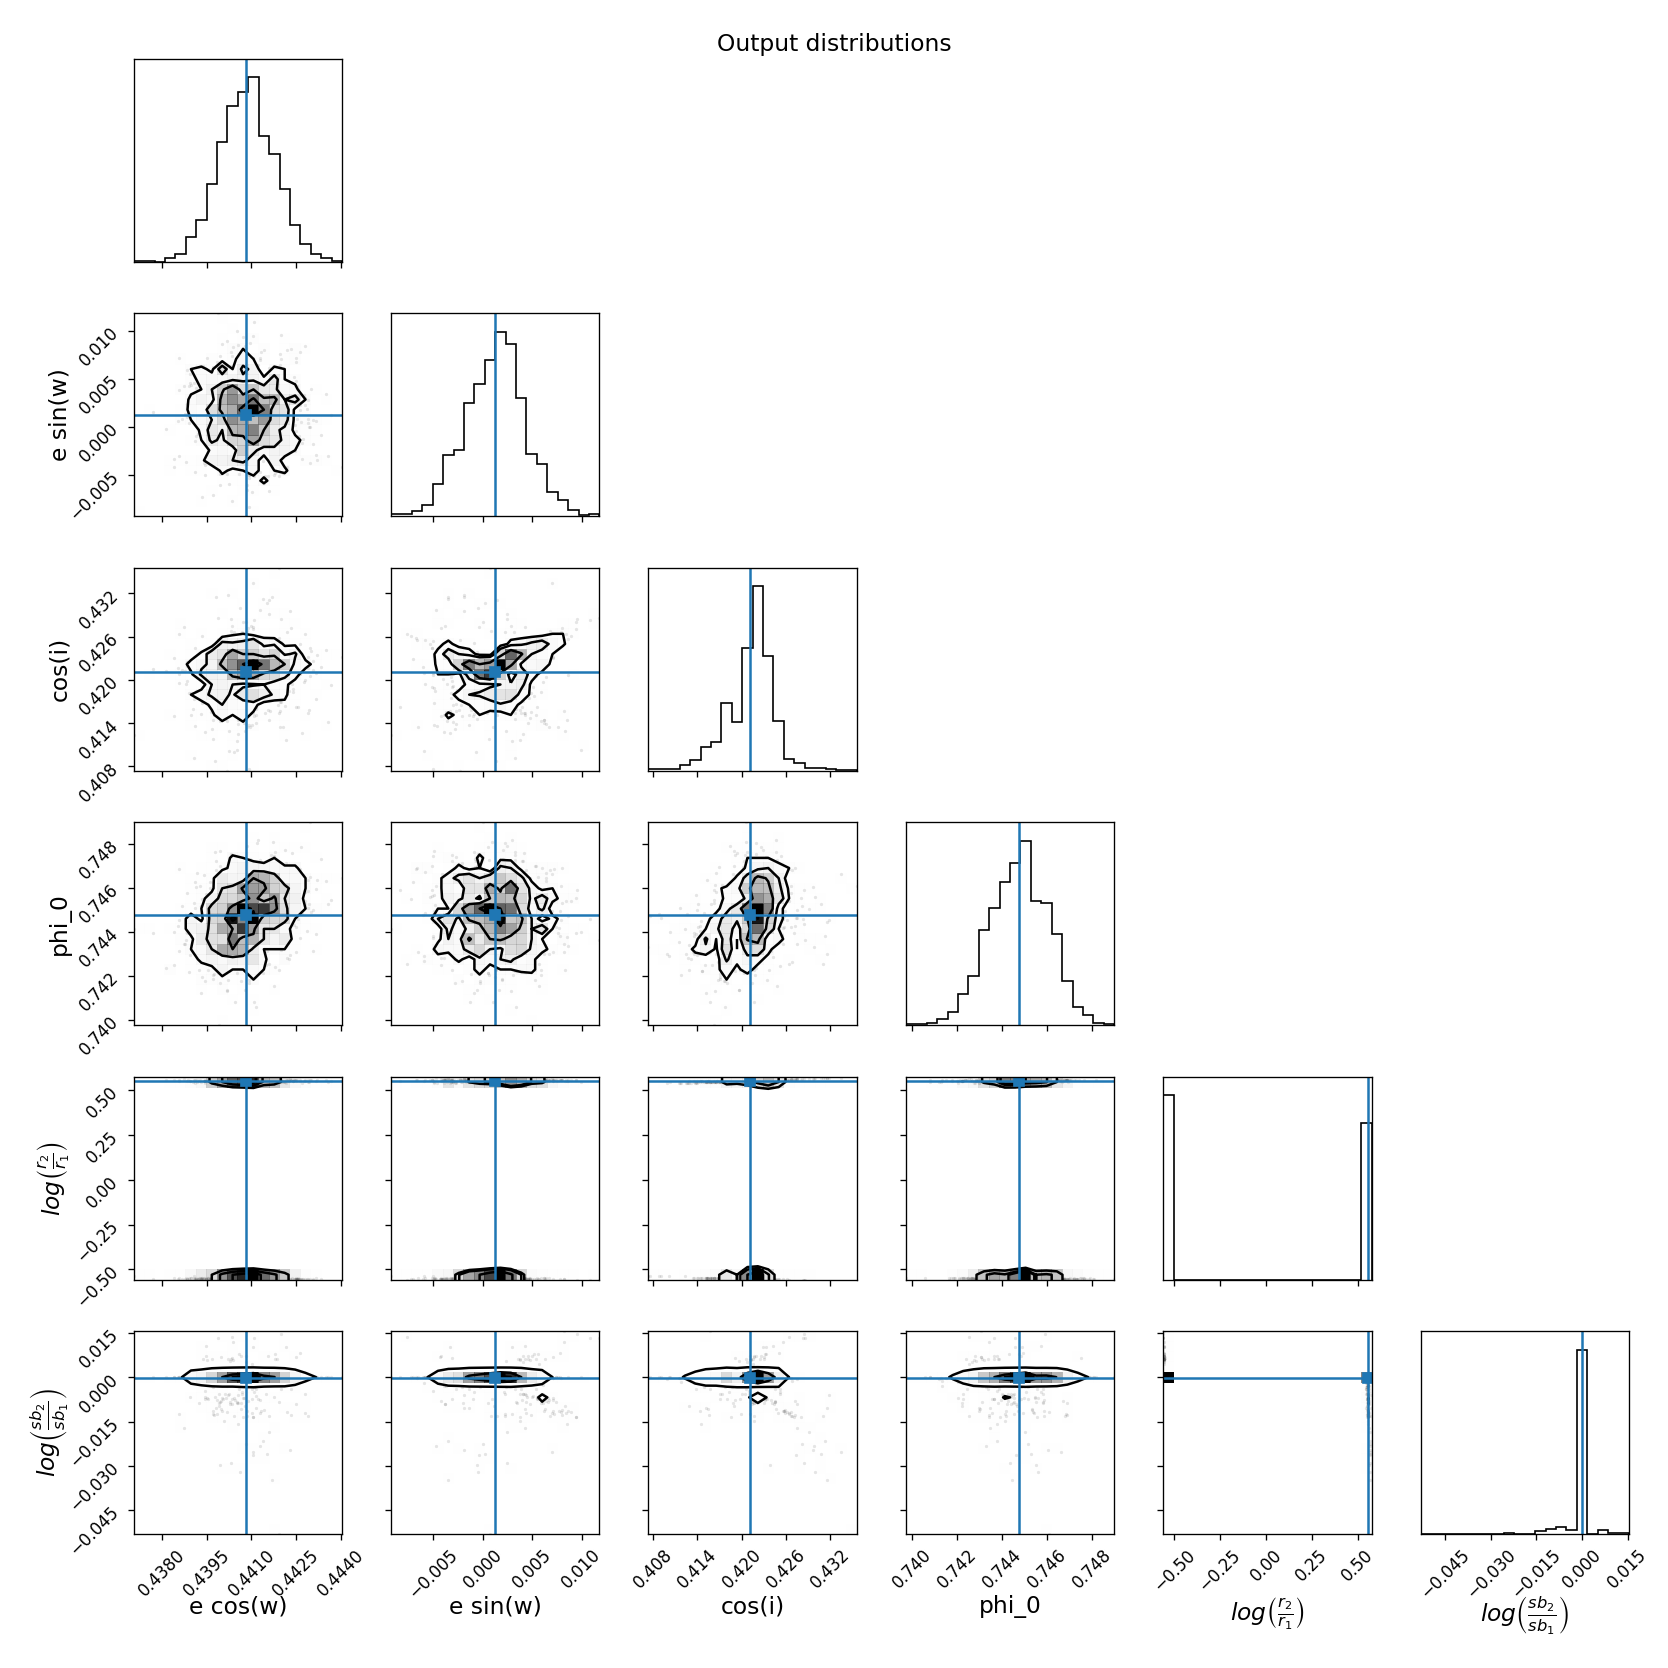 Output distributions
0.010
0.005
0.000
−0.005
e sin(w)
0.432
0.426
0.420
0.414
0.408
cos(i)
0.748
0.746
0.744
0.742
0.740
phi_0
0.50
0.25
0.00
−0.25
−0.50
log(r₂/r₁)
0.015
0.000
−0.015
−0.030
−0.045
log(sb₂/sb₁)
0.4380 0.4395 0.4410 0.4425 0.4440
−0.005 0.000 0.005 0.010
0.408 0.414 0.420 0.426 0.432
0.740 0.742 0.744 0.746 0.748
−0.50 −0.25 0.00 0.25 0.50
−0.045 −0.030 −0.015 0.000 0.015
e cos(w) e sin(w) cos(i) phi_0 log(r₂/r₁) log(sb₂/sb₁)